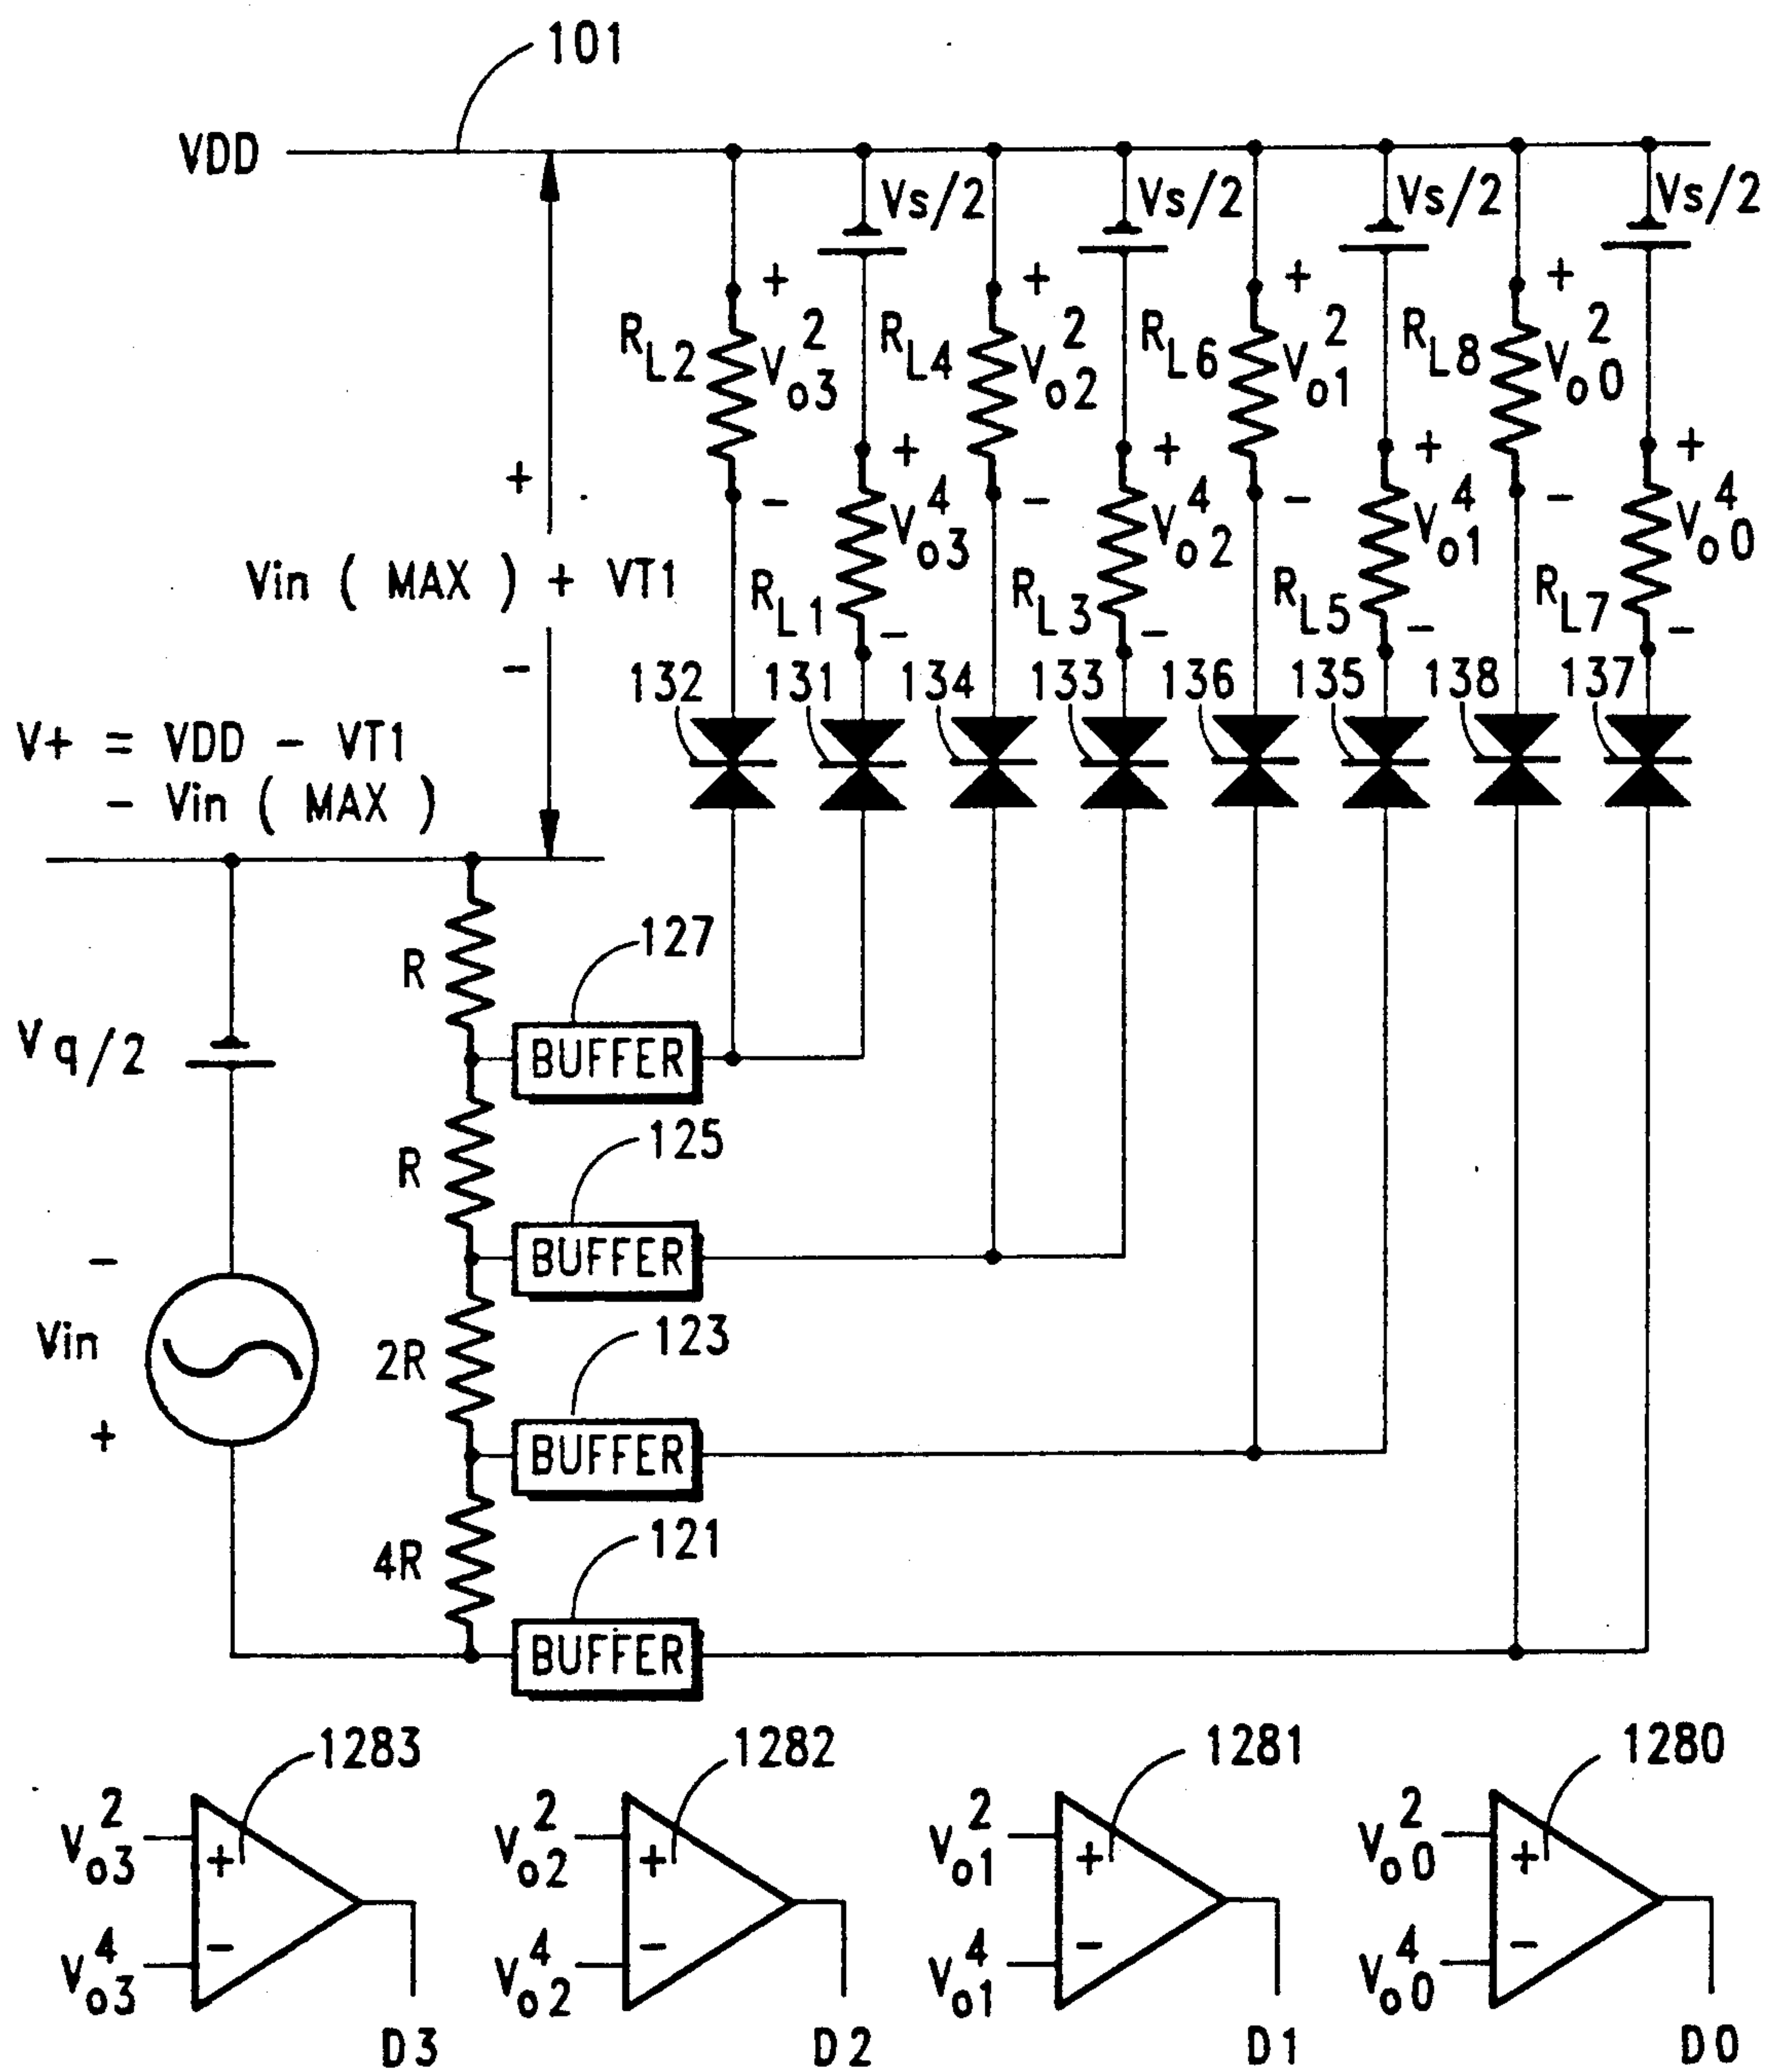 101
VDD
Vs/2 Vs/2 Vs/2 Vs/2
+ + + +
RL2 Vo3^2 RL4 Vo2^2 RL6 Vo1^2 RL8 Vo0^2
+ + + +
- - - -
Vo3^4 Vo2^4 Vo1^4 Vo0^4
+
Vin ( MAX ) + VT1
-
RL1 RL3 RL5 RL7
- - - -
132 131 134 133 136 135 138 137
V+ = VDD - VT1
- Vin ( MAX )
R
127
BUFFER
Vq/2
R
125
BUFFER
-
Vin
+
2R
123
BUFFER
4R
121
BUFFER
1283 1282 1281 1280
Vo3^2 + Vo2^2 + Vo1^2 + Vo0^2 +
Vo3^4 - Vo2^4 - Vo1^4 - Vo0^4 -
D3 D2 D1 D0